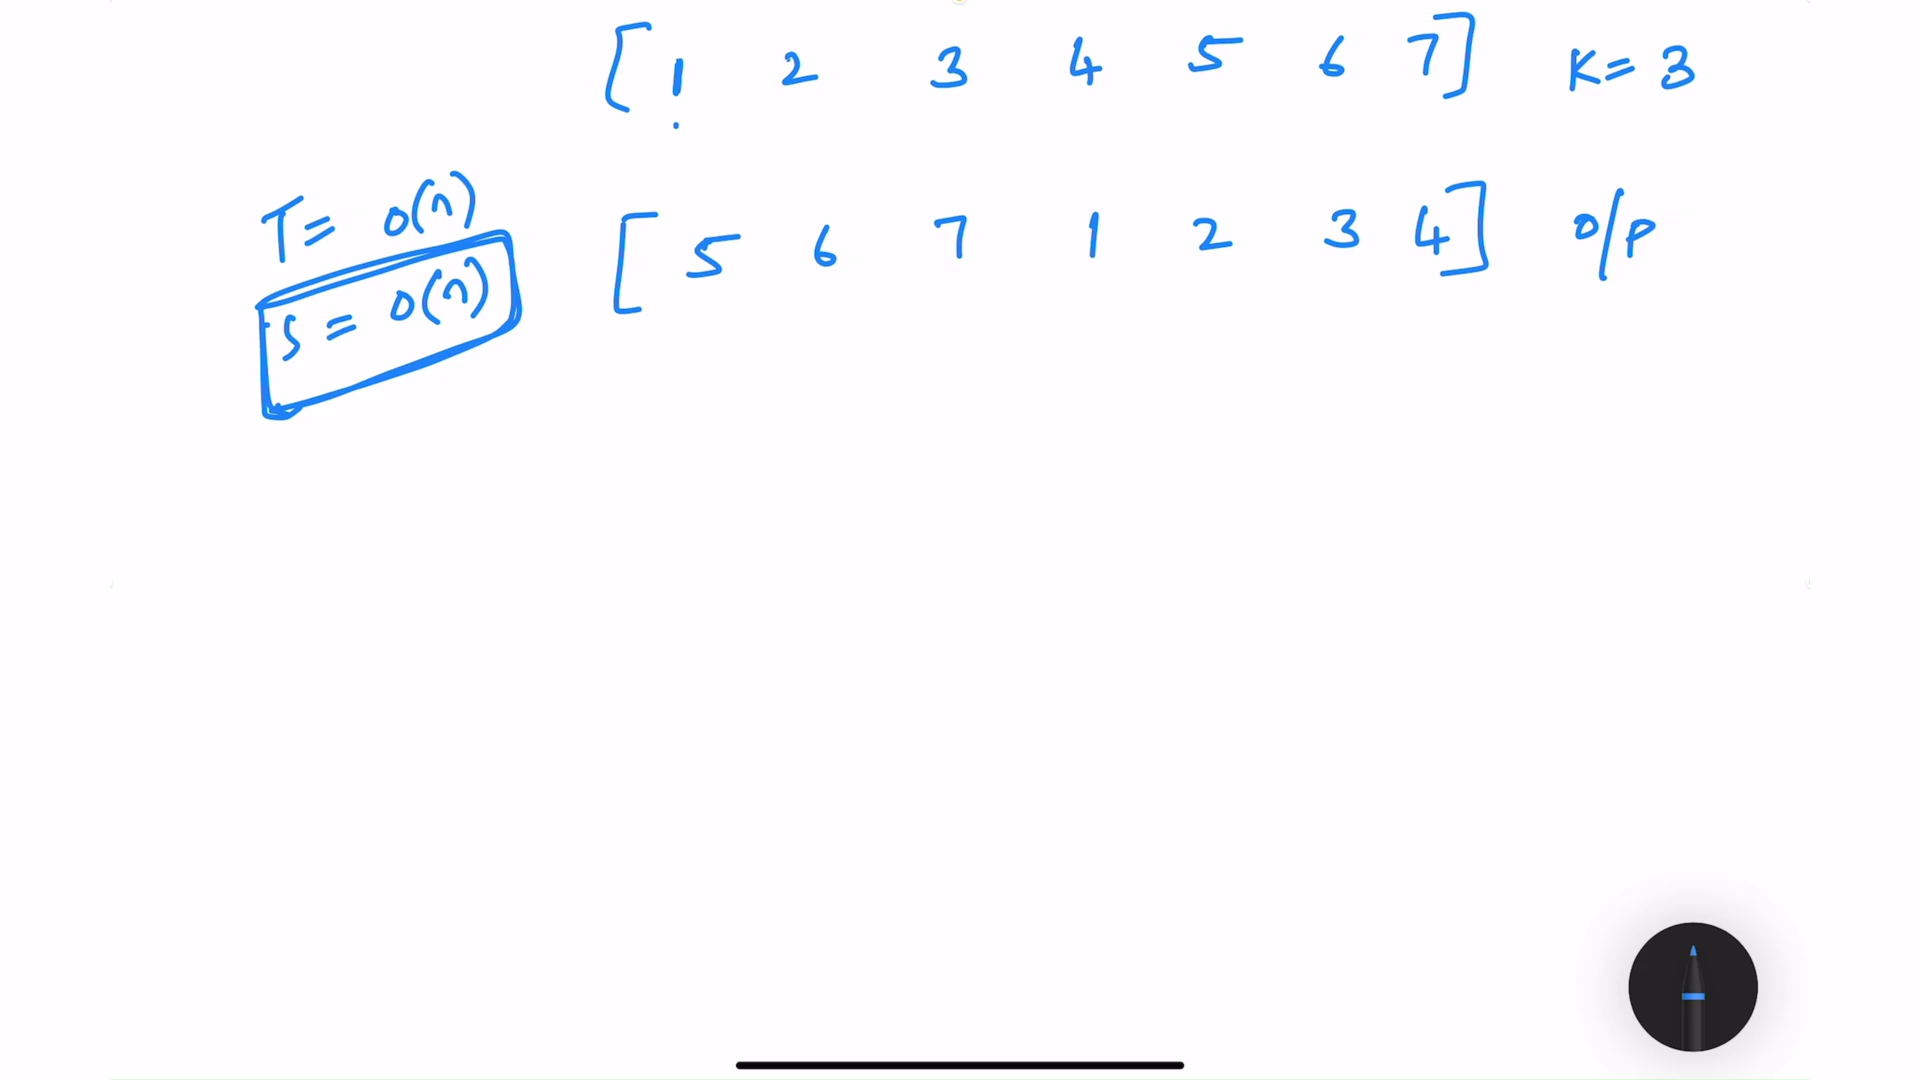 [ 1 2 3 4 5 6 7 ] K = 3
T = O(n)
[ 5 6 7 1 2 3 4 ] O/P
S = O(n)